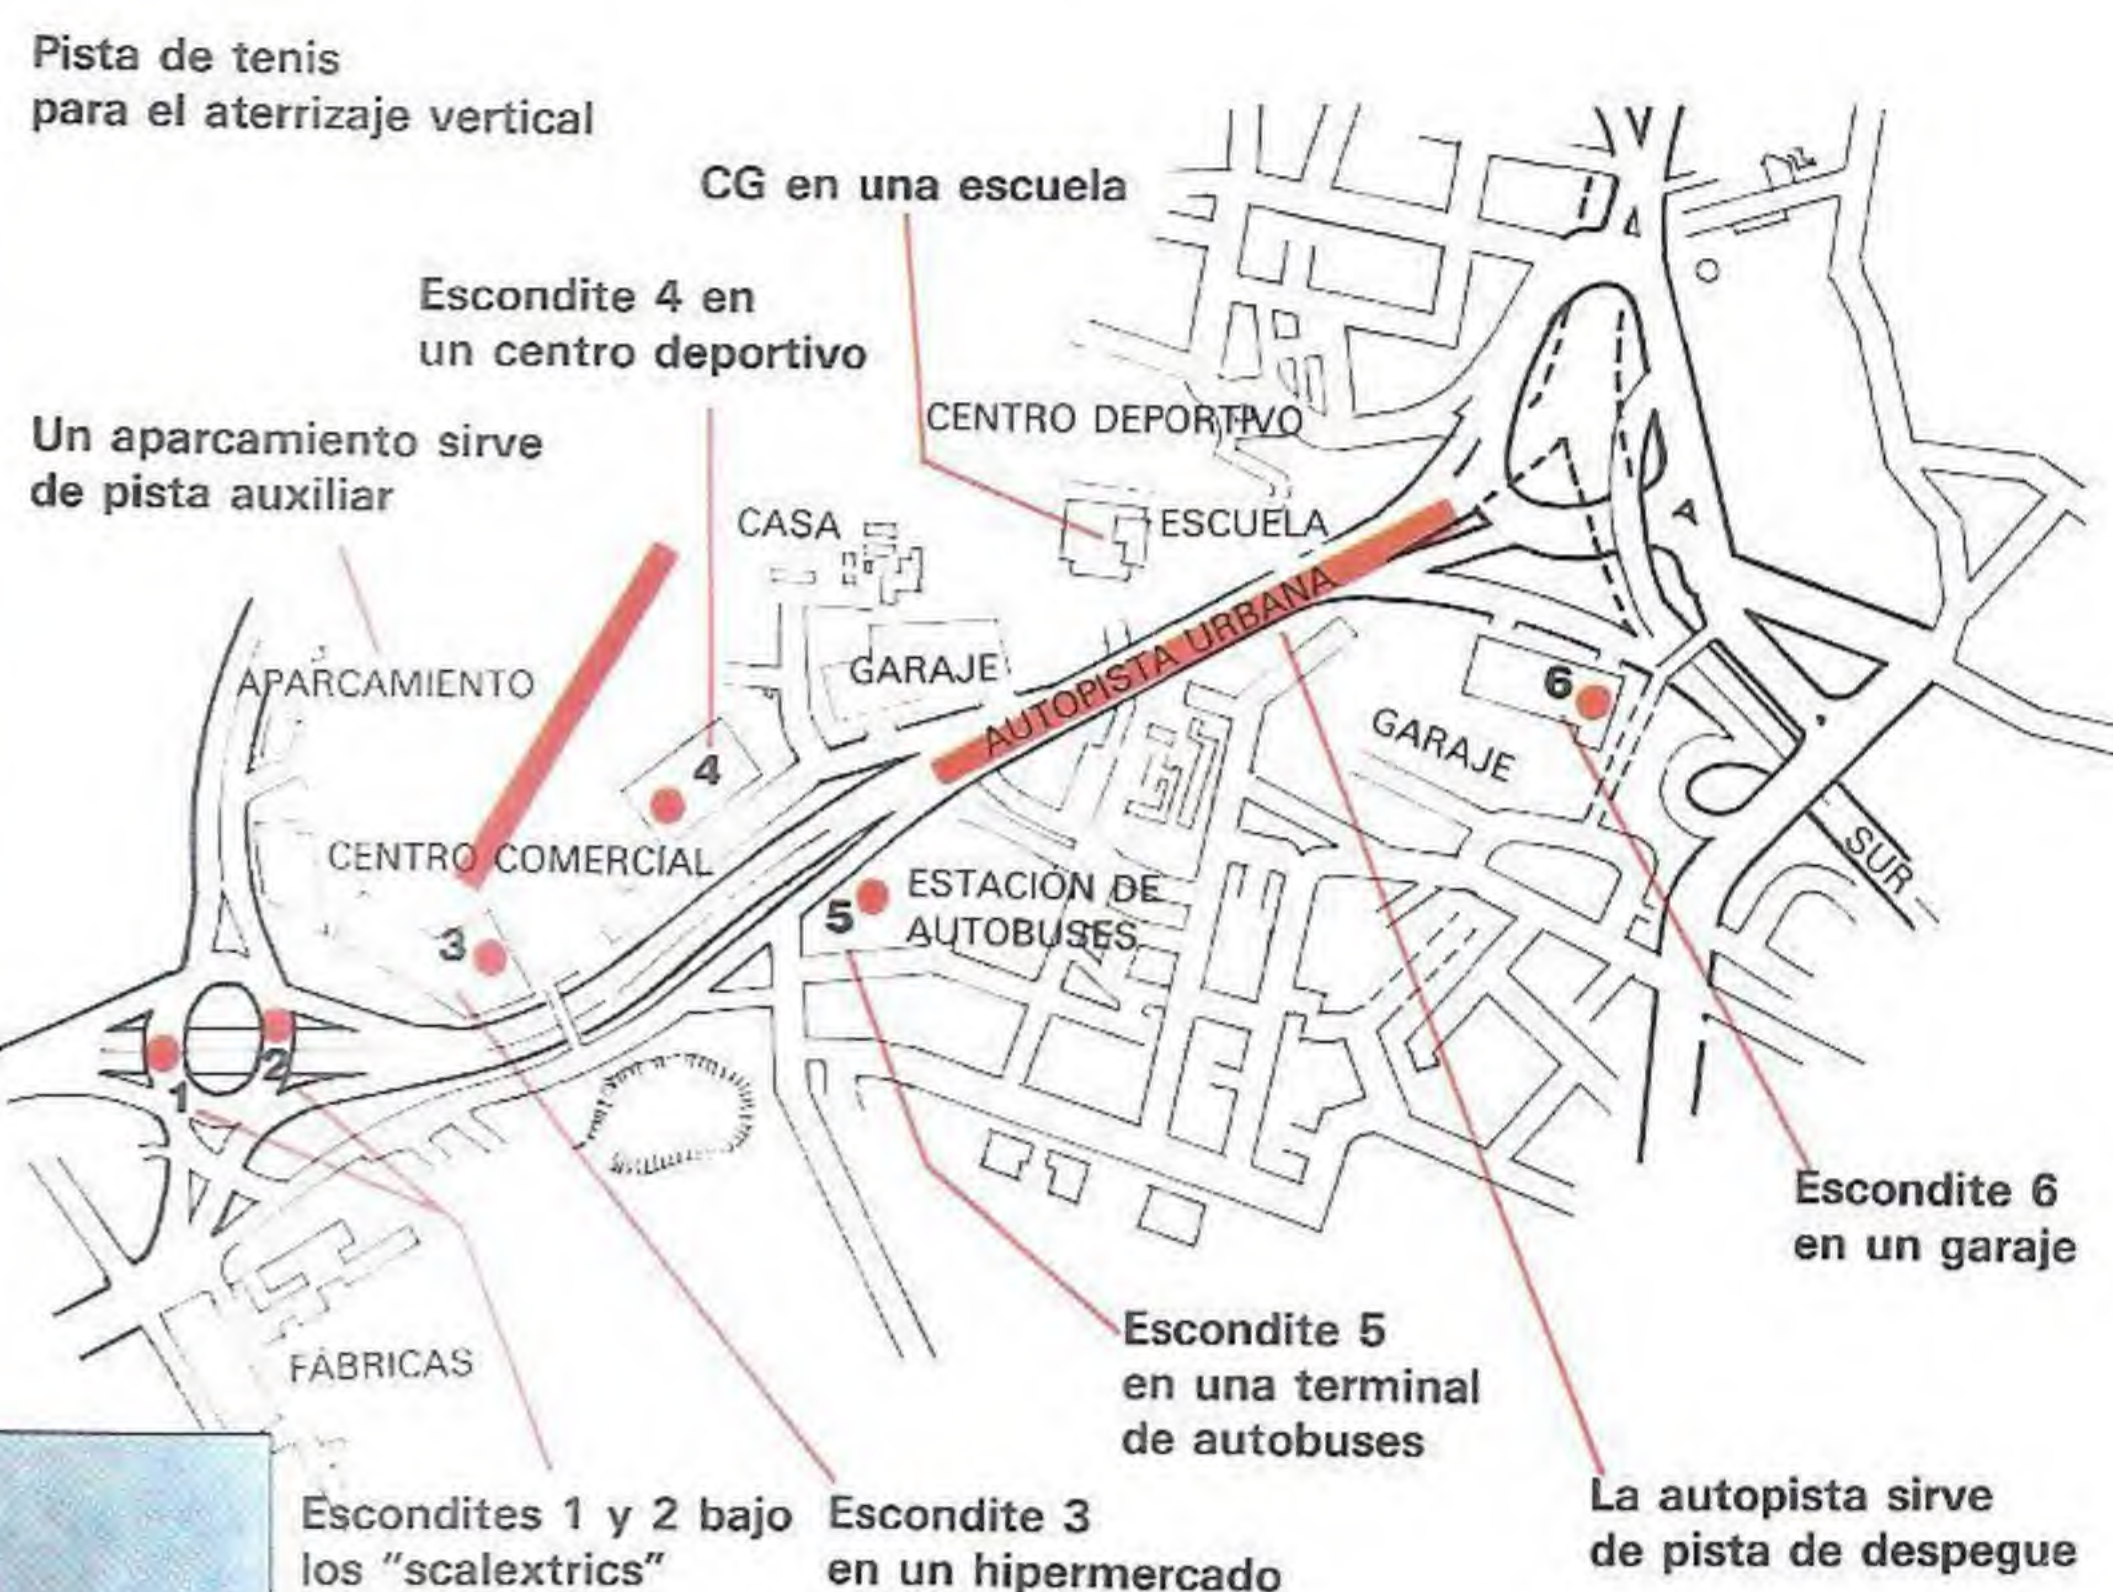 Pista de tenis
para el aterrizaje vertical
CG en una escuela
Escondite 4 en
un centro deportivo
Un aparcamiento sirve
de pista auxiliar
CENTRO DEPORTIVO
CASA
ESCUELA
APARCAMIENTO
GARAJE
AUTOPISTA URBANA
6
GARAJE
4
CENTRO COMERCIAL
SUR
5
ESTACIÓN DE
AUTOBUSES
3
2
1
Escondite 6
en un garaje
Escondite 5
en una terminal
de autobuses
FÁBRICAS
Escondites 1 y 2 bajo
los "scalextrics"
Escondite 3
en un hipermercado
La autopista sirve
de pista de despegue